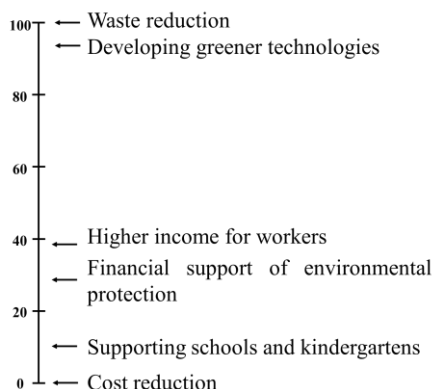 100
Waste reduction
Developing greener technologies
80
60
40
Higher income for workers
Financial support of environmental
protection
20
Supporting schools and kindergartens
0
Cost reduction